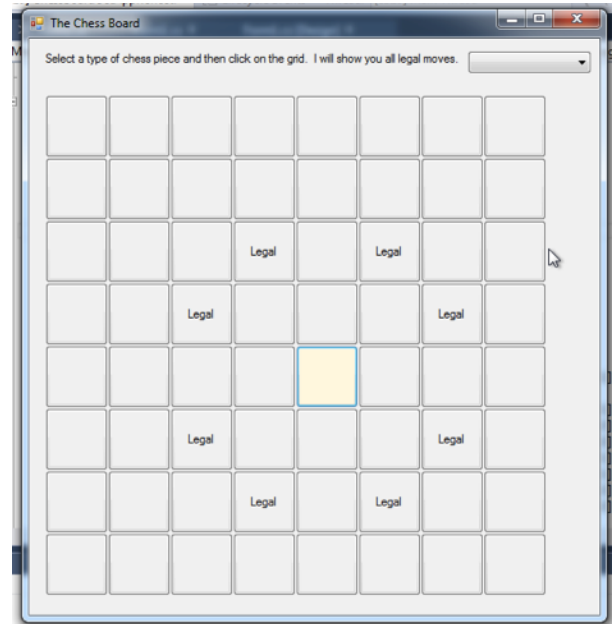 The Chess Board
Select a type of chess piece and then click on the grid. I will show you all legal moves.
Legal Legal
Legal Legal
Legal Legal
Legal Legal